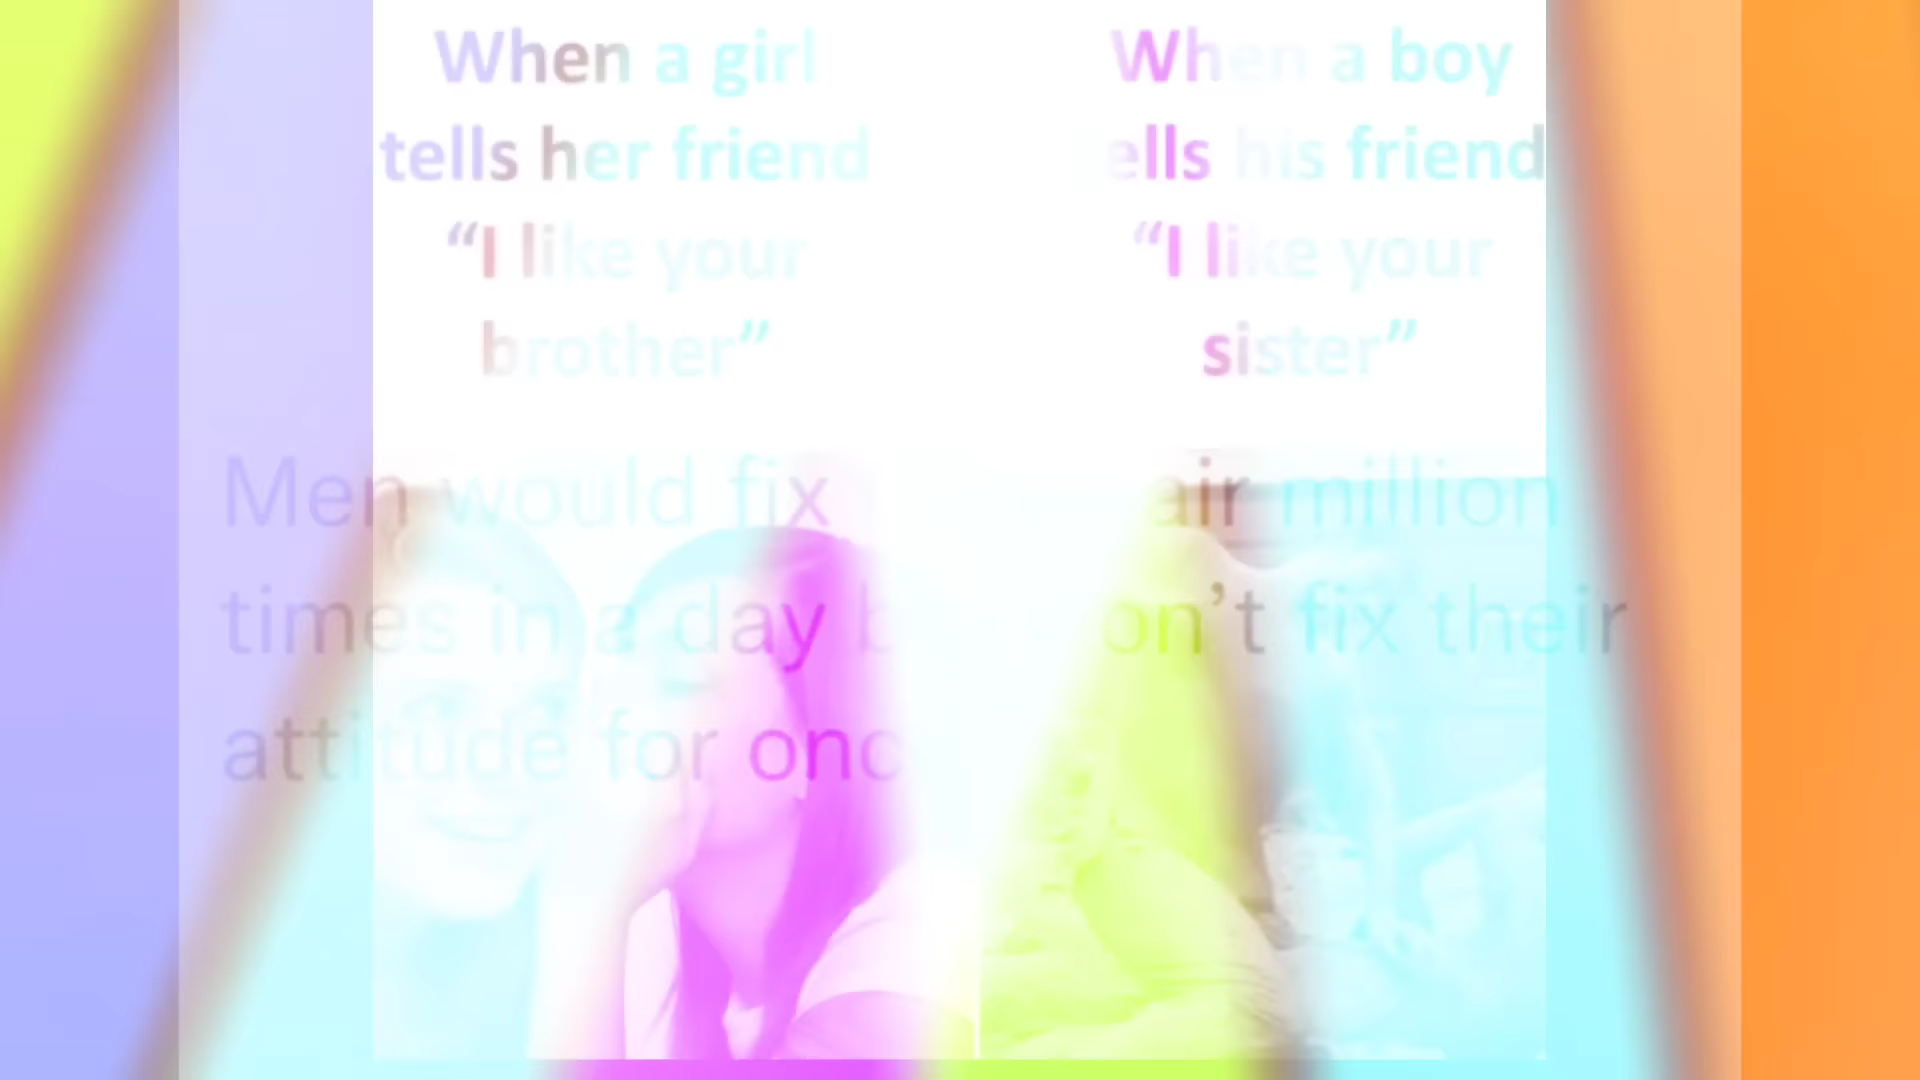 When a girl
tells her friend
“I like your
brother”
When a boy
ells his friend
“I like your
sister”
Men would fix air million
times in a day b on’t fix their
attitude for onc